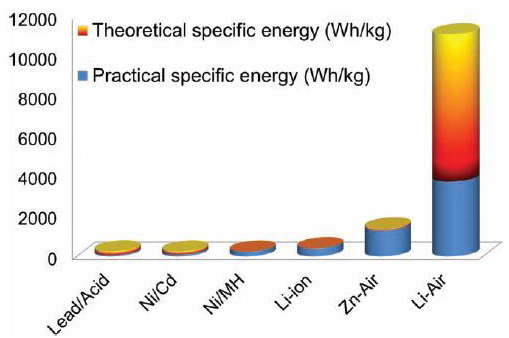 12000
10000
8000
6000
4000
2000
0
Theoretical specific energy (Wh/kg)
Practical specific energy (Wh/kg)
Lead/Acid
Ni/Cd
Ni/MH
Li-ion
Zn-Air
Li-Air